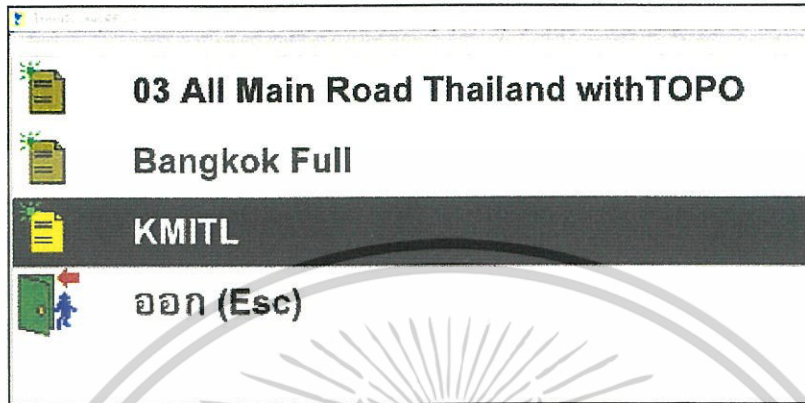 03 All Main Road Thailand withTOPO
Bangkok Full
KMITL
ออก (Esc)